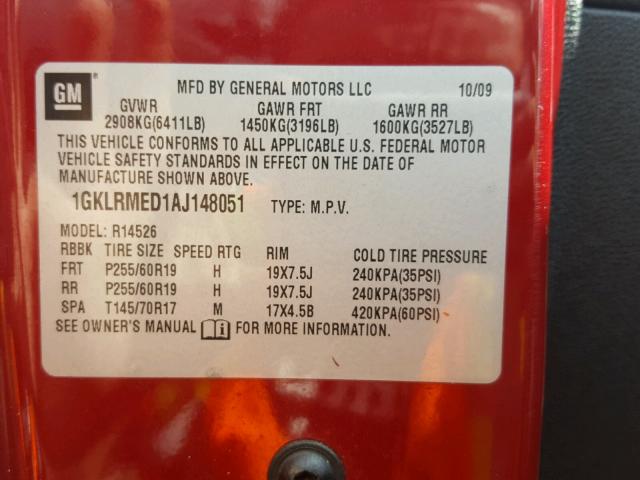 GM MFD BY GENERAL MOTORS LLC 10/09
GVWR GAWR FRT GAWR RR
2908KG(6411LB) 1450KG(3196LB) 1600KG(3527LB)
THIS VEHICLE CONFORMS TO ALL APPLICABLE U.S. FEDERAL MOTOR
VEHICLE SAFETY STANDARDS IN EFFECT ON THE DATE OF
MANUFACTURE SHOWN ABOVE.
1GKLRMED1AJ148051 TYPE: M.P.V.
MODEL: R14526
RBBK TIRE SIZE SPEED RTG RIM COLD TIRE PRESSURE
FRT P255/60R19 H 19X7.5J 240KPA(35PSI)
RR P255/60R19 H 19X7.5J 240KPA(35PSI)
SPA T145/70R17 M 17X4.5B 420KPA(60PSI)
SEE OWNER'S MANUAL i FOR MORE INFORMATION.